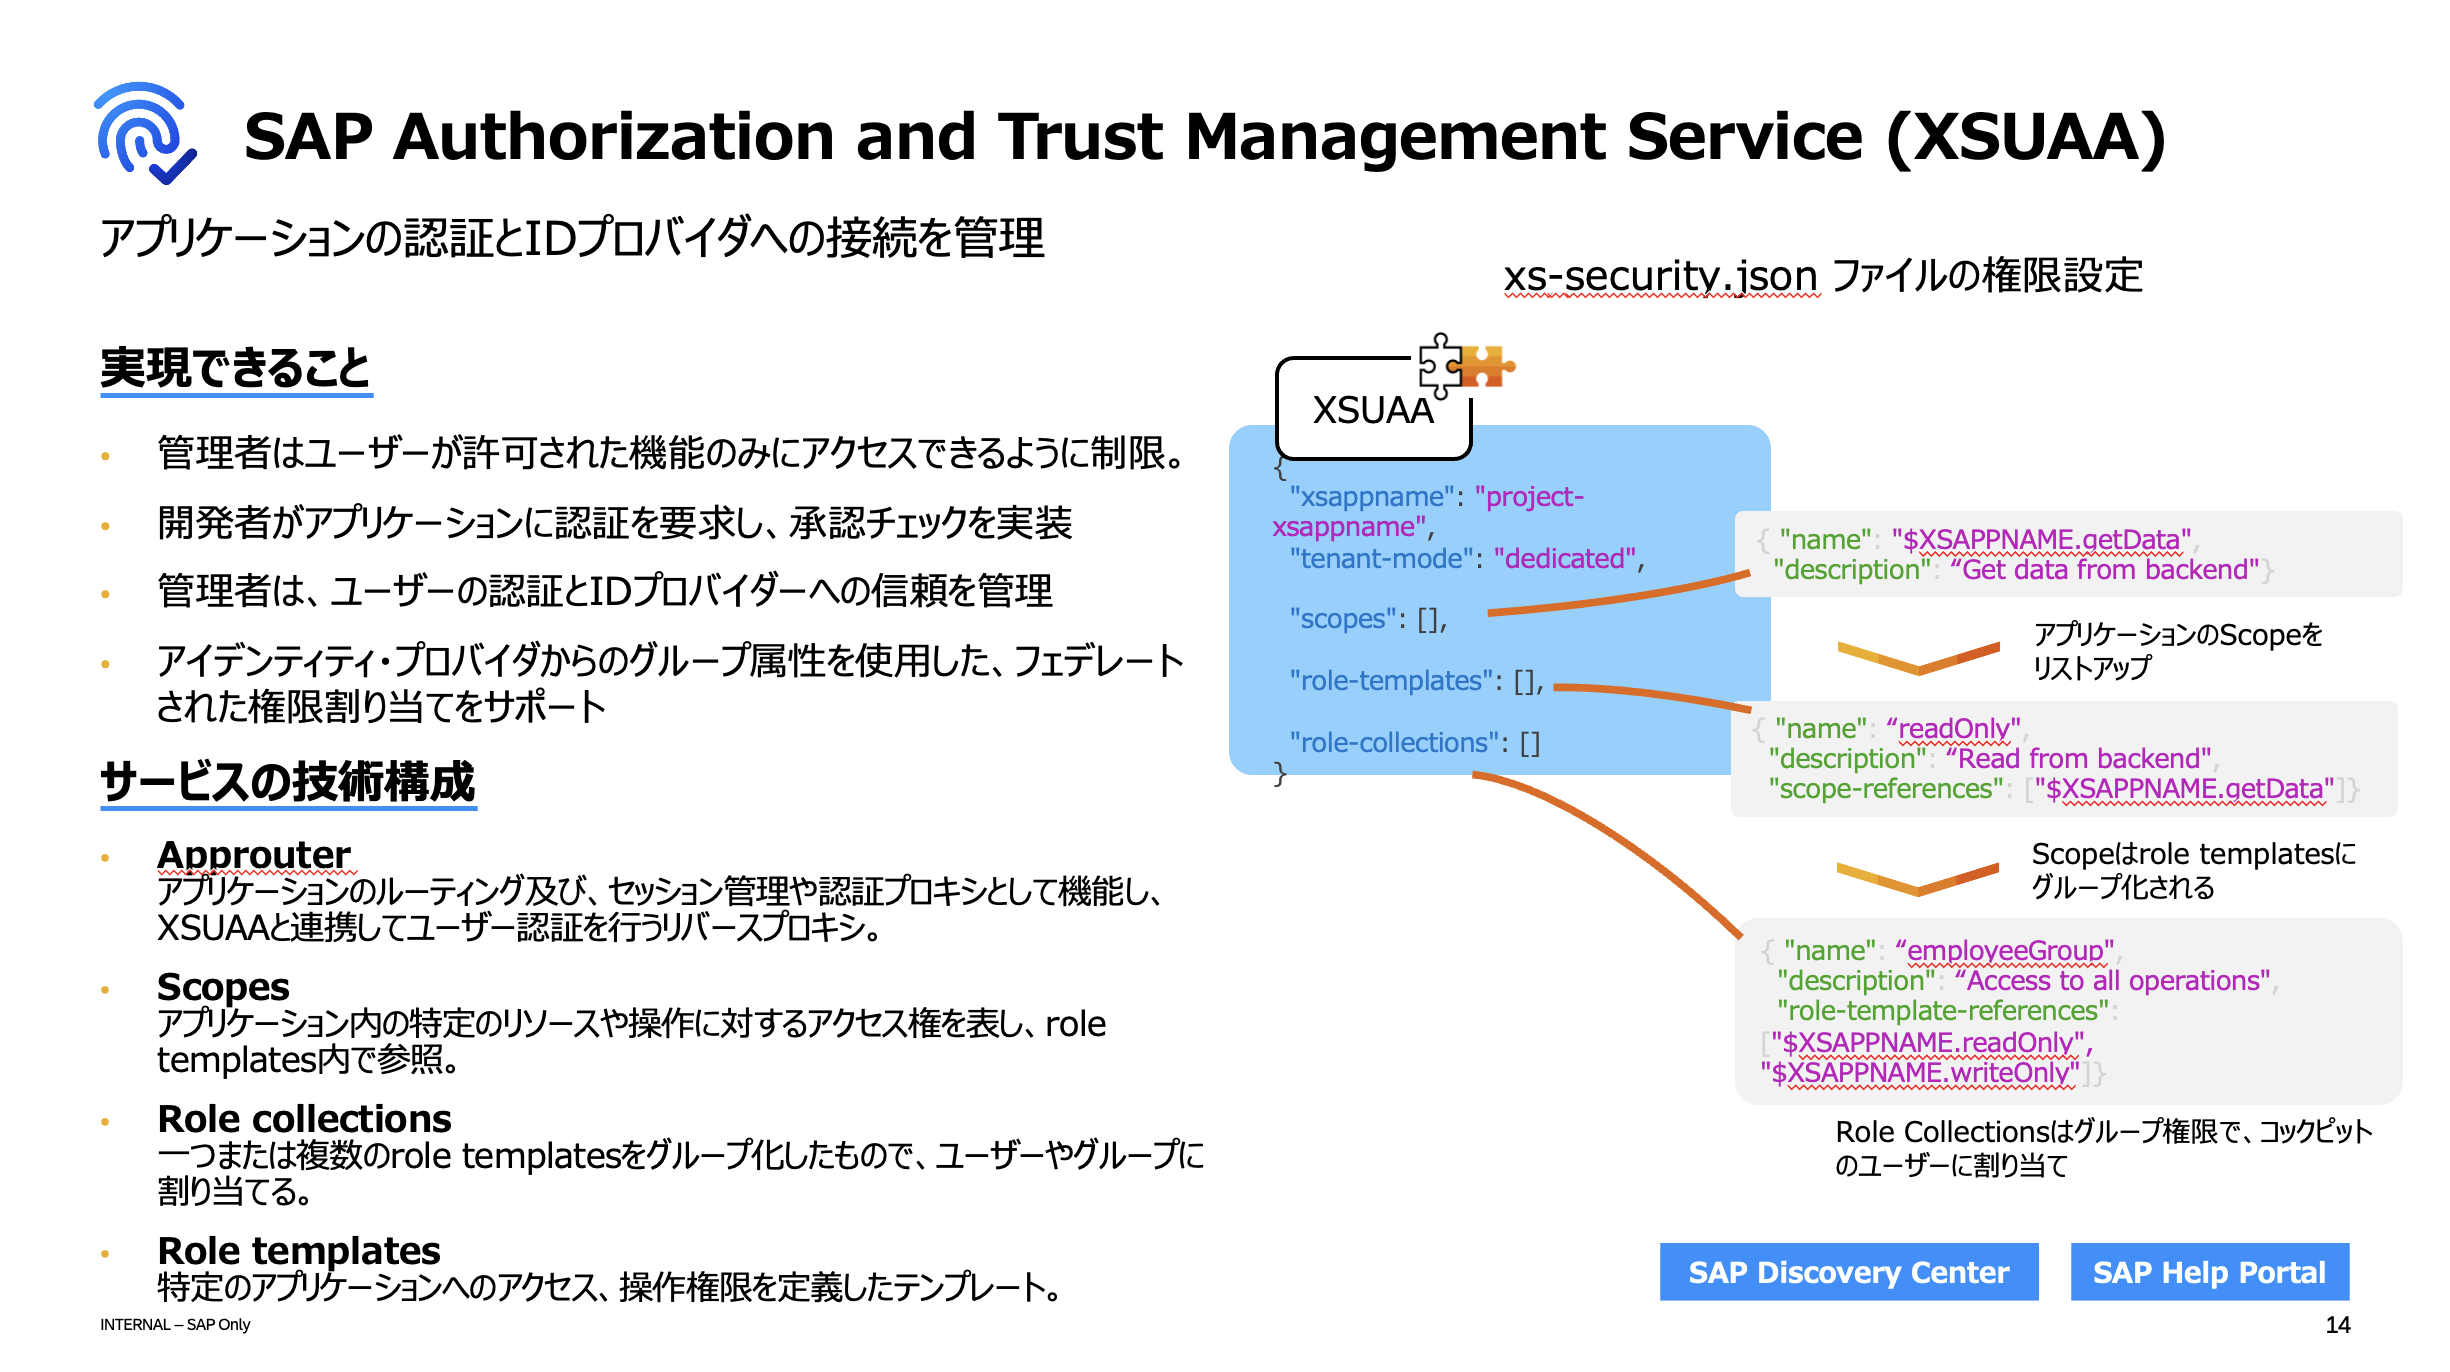 SAP Authorization and Trust Management Service (XSUAA)
アプリケーションの認証とIDプロバイダへの接続を管理
実現できること
• 管理者はユーザーが許可された機能のみにアクセスできるように制限。
• 開発者がアプリケーションに認証を要求し、承認チェックを実装
• 管理者は、ユーザーの認証とIDプロバイダーへの信頼を管理
• アイデンティティ・プロバイダからのグループ属性を使用した、フェデレート
された権限割り当てをサポート
サービスの技術構成
• Approuter
アプリケーションのルーティング及び、セッション管理や認証プロキシとして機能し、
XSUAAと連携してユーザー認証を行うリバースプロキシ。
• Scopes
アプリケーション内の特定のリソースや操作に対するアクセス権を表し、role
templates内で参照。
• Role collections
一つまたは複数のrole templatesをグループ化したもので、ユーザーやグループに
割り当てる。
• Role templates
特定のアプリケーションへのアクセス、操作権限を定義したテンプレート。
xs-security.json ファイルの権限設定
XSUAA
{
"xsappname": "project-
xsappname",
"tenant-mode": "dedicated",
"scopes": [],
"role-templates": [],
"role-collections": []
}
{ "name": "$XSAPPNAME.getData",
"description": “Get data from backend"}
アプリケーションのScopeを
リストアップ
{ "name": “readOnly",
"description": “Read from backend",
"scope-references": ["$XSAPPNAME.getData"]}
Scopeはrole templatesに
グループ化される
{ "name": “employeeGroup",
"description": “Access to all operations",
"role-template-references":
["$XSAPPNAME.readOnly",
"$XSAPPNAME.writeOnly"]}
Role Collectionsはグループ権限で、コックピット
のユーザーに割り当て
SAP Discovery Center
SAP Help Portal
INTERNAL – SAP Only
14